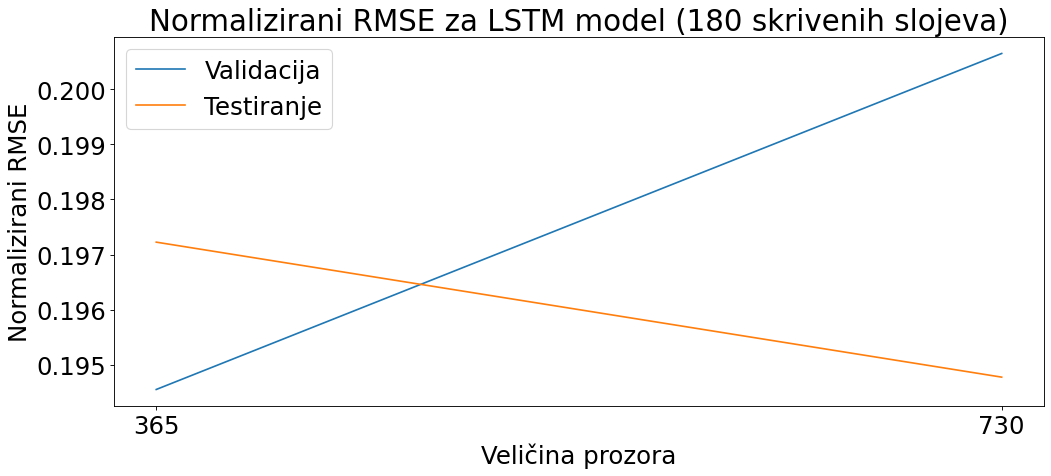 Normalizirani RMSE za LSTM model (180 skrivenih slojeva)
Validacija
Testiranje
Normalizirani RMSE
0.200
0.199
0.198
0.197
0.196
0.195
365
730
Veličina prozora